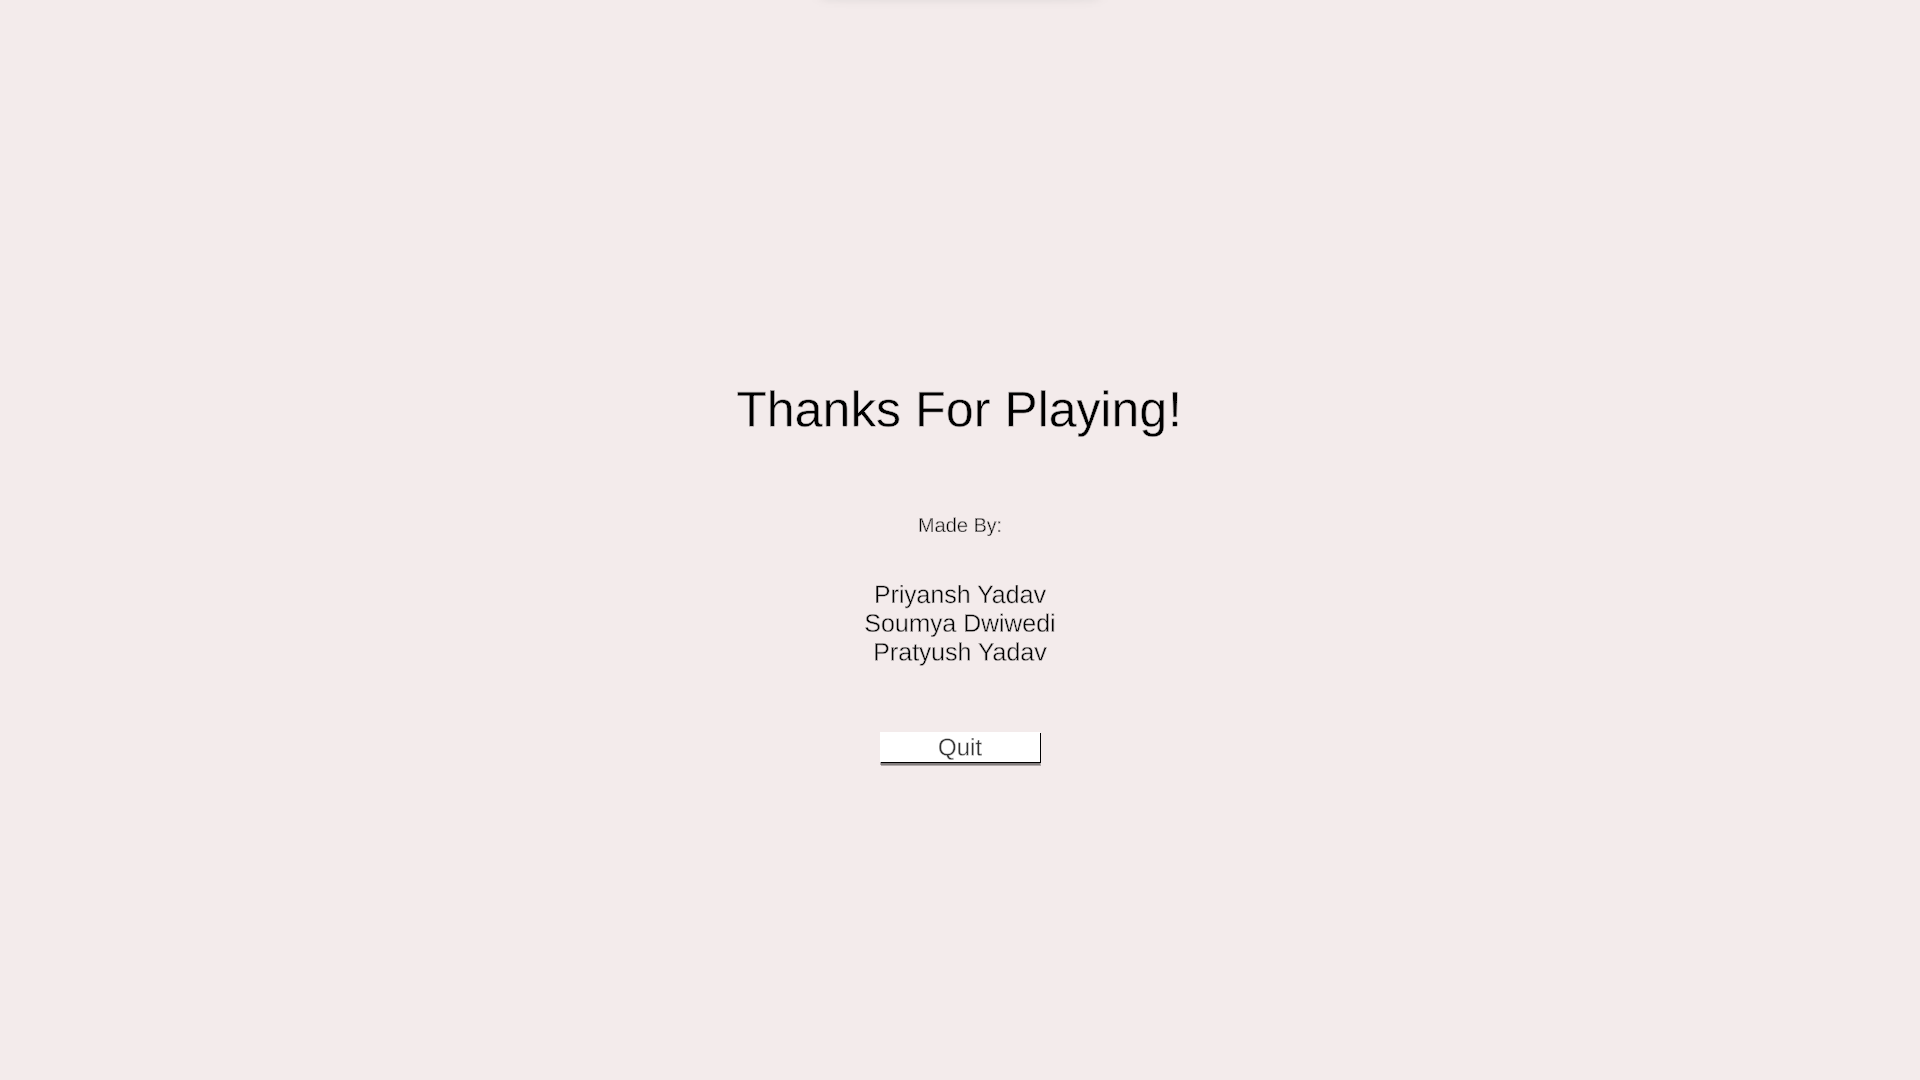 Thanks For Playing!
Made By:
Priyansh Yadav
Soumya Dwiwedi
Pratyush Yadav
Quit